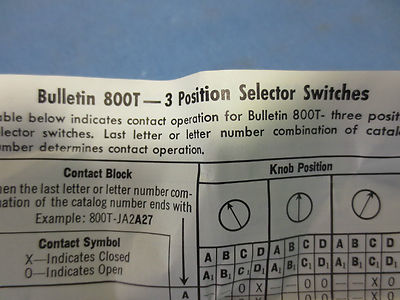 Bulletin 800T—3 Position Selector Switches
able below indicates contact operation for Bulletin 800T- three posit
elector switches. Last letter or letter number combination of catal
umber determines contact operation.
Contact Block
hen the last letter or letter number com-
nation of the catalog number ends with
Example: 800T-JA2A27
Contact Symbol
X—Indicates Closed
O—Indicates Open
Knob Position
A B C D A B C D A B C D
A₁ B₁ C₁ D₁ A₁ B₁ C₁ D₁ A₁ B₁ C₁ D₁
A — — O X — — O O — — X O